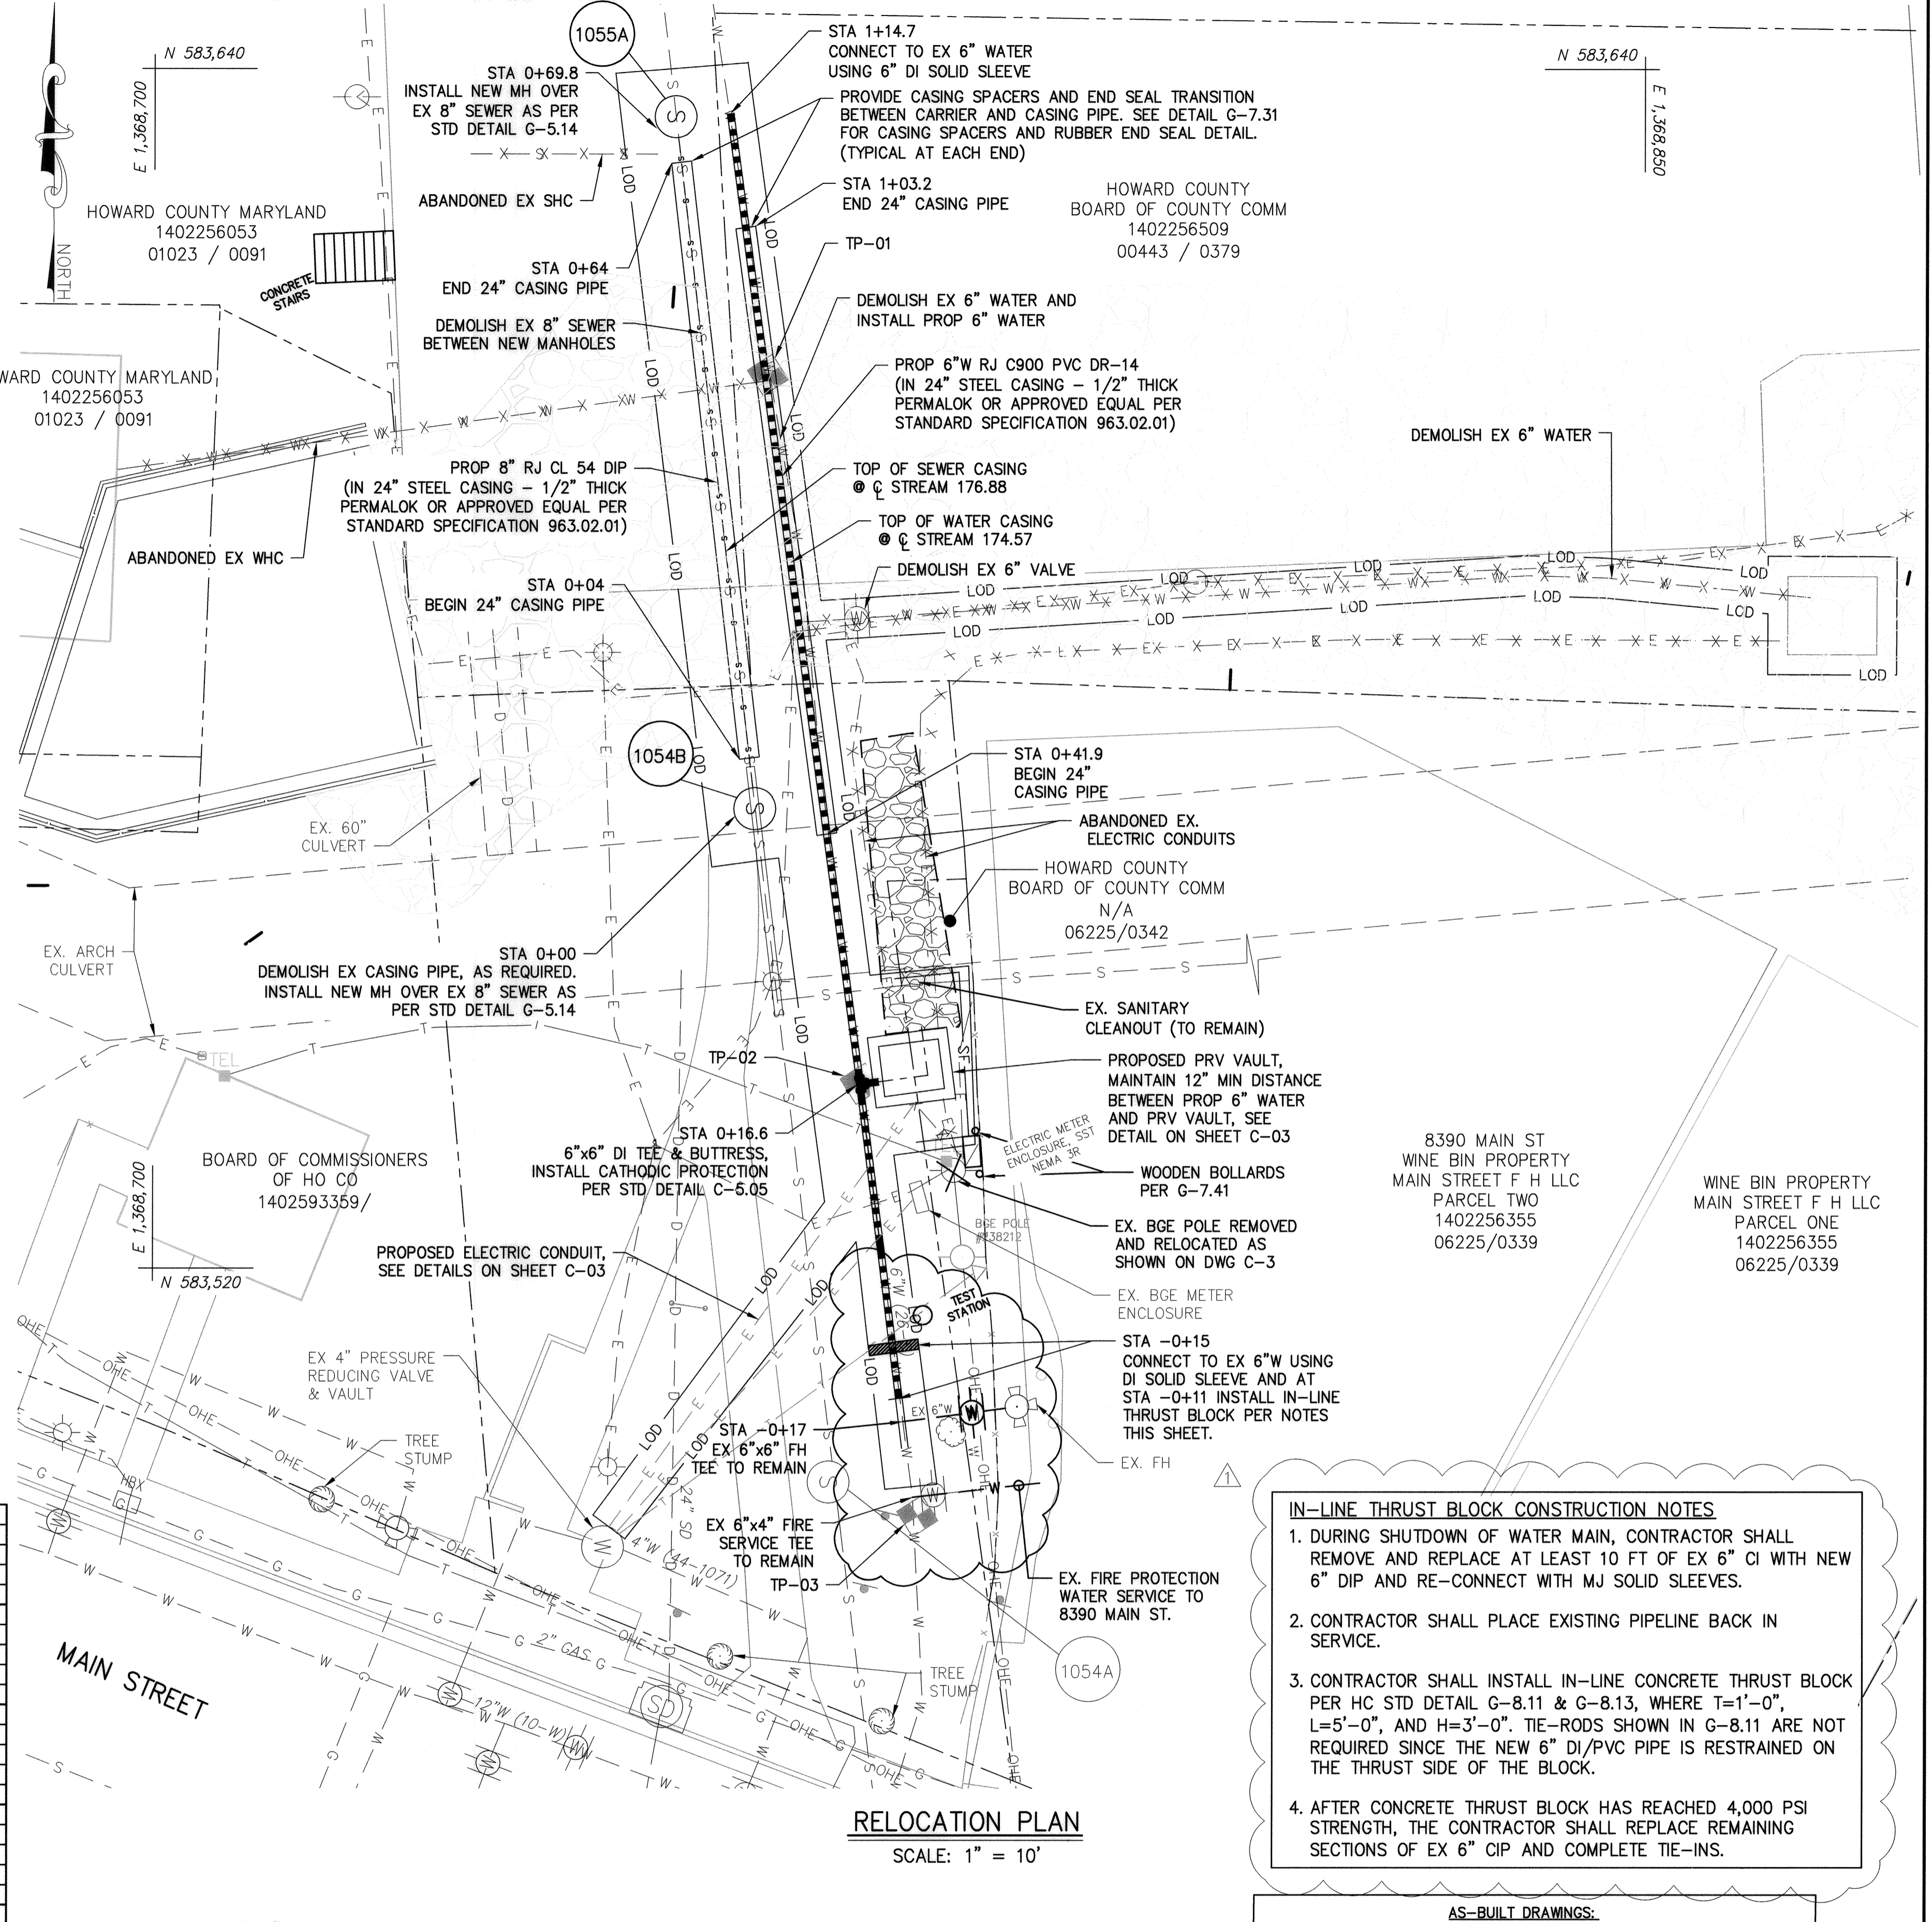 1055A
N 583,640
E 1,368,700
NORTH
STA 0+69.8
INSTALL NEW MH OVER
EX 8" SEWER AS PER
STD DETAIL G-5.14
STA 1+14.7
CONNECT TO EX 6" WATER
USING 6" DI SOLID SLEEVE
N 583,640
E 1,368,850
PROVIDE CASING SPACERS AND END SEAL TRANSITION
BETWEEN CARRIER AND CASING PIPE. SEE DETAIL G-7.31
FOR CASING SPACERS AND RUBBER END SEAL DETAIL.
(TYPICAL AT EACH END)
ABANDONED EX SHC
STA 1+03.2
END 24" CASING PIPE
HOWARD COUNTY
BOARD OF COUNTY COMM
1402256509
00443 / 0379
HOWARD COUNTY MARYLAND
1402256053
01023 / 0091
CONCRETE
STAIRS
TP-01
STA 0+64
END 24" CASING PIPE
DEMOLISH EX 6" WATER AND
INSTALL PROP 6" WATER
DEMOLISH EX 8" SEWER
BETWEEN NEW MANHOLES
PROP 6"W RJ C900 PVC DR-14
(IN 24" STEEL CASING - 1/2" THICK
PERMALOK OR APPROVED EQUAL PER
STANDARD SPECIFICATION 963.02.01)
WARD COUNTY MARYLAND
1402256053
01023 / 0091
DEMOLISH EX 6" WATER
PROP 8" RJ CL 54 DIP
(IN 24" STEEL CASING - 1/2" THICK
PERMALOK OR APPROVED EQUAL PER
STANDARD SPECIFICATION 963.02.01)
TOP OF SEWER CASING
@ ℄ STREAM 176.88
TOP OF WATER CASING
@ ℄ STREAM 174.57
ABANDONED EX WHC
DEMOLISH EX 6" VALVE
STA 0+04
BEGIN 24" CASING PIPE
LOD
LOD
LOD
LOD
LOD
LOD
LOD
LOD
1054B
STA 0+41.9
BEGIN 24"
CASING PIPE
EX. 60"
CULVERT
ABANDONED EX.
ELECTRIC CONDUITS
HOWARD COUNTY
BOARD OF COUNTY COMM
N/A
06225/0342
EX. ARCH
CULVERT
STA 0+00
DEMOLISH EX CASING PIPE, AS REQUIRED.
INSTALL NEW MH OVER EX 8" SEWER AS
PER STD DETAIL G-5.14
EX. SANITARY
CLEANOUT (TO REMAIN)
TEL
TP-02
SF
PROPOSED PRV VAULT,
MAINTAIN 12" MIN DISTANCE
BETWEEN PROP 6" WATER
AND PRV VAULT, SEE
DETAIL ON SHEET C-03
STA 0+16.6
6"x6" DI TEE & BUTTRESS,
INSTALL CATHODIC PROTECTION
PER STD DETAIL C-5.05
ELECTRIC METER
ENCLOSURE, SST
NEMA 3R
WOODEN BOLLARDS
PER G-7.41
BOARD OF COMMISSIONERS
OF HO CO
1402593359/
E 1,368,700
N 583,520
8390 MAIN ST
WINE BIN PROPERTY
MAIN STREET F H LLC
PARCEL TWO
1402256355
06225/0339
WINE BIN PROPERTY
MAIN STREET F H LLC
PARCEL ONE
1402256355
06225/0339
BGE POLE
EX. BGE POLE REMOVED
AND RELOCATED AS
SHOWN ON DWG C-3
PROPOSED ELECTRIC CONDUIT,
SEE DETAILS ON SHEET C-03
TEST
STATION
EX. BGE METER
ENCLOSURE
STA -0+15
CONNECT TO EX 6"W USING
DI SOLID SLEEVE AND AT
STA -0+11 INSTALL IN-LINE
THRUST BLOCK PER NOTES
THIS SHEET.
EX 4" PRESSURE
REDUCING VALVE
& VAULT
EX 6"W
STA -0+17
EX 6"x6" FH
TEE TO REMAIN
EX. FH
TREE
STUMP
HBX
24" SD
4"W (44-1071)
EX 6"x4" FIRE
SERVICE TEE
TO REMAIN
TP-03
EX. FIRE PROTECTION
WATER SERVICE TO
8390 MAIN ST.
1054A
2" GAS
12"W (10-W)
SD
TREE
STUMP
MAIN STREET
1
IN-LINE THRUST BLOCK CONSTRUCTION NOTES
1. DURING SHUTDOWN OF WATER MAIN, CONTRACTOR SHALL
REMOVE AND REPLACE AT LEAST 10 FT OF EX 6" CI WITH NEW
6" DIP AND RE-CONNECT WITH MJ SOLID SLEEVES.
2. CONTRACTOR SHALL PLACE EXISTING PIPELINE BACK IN
SERVICE.
3. CONTRACTOR SHALL INSTALL IN-LINE CONCRETE THRUST BLOCK
PER HC STD DETAIL G-8.11 & G-8.13, WHERE T=1'-0",
L=5'-0", AND H=3'-0". TIE-RODS SHOWN IN G-8.11 ARE NOT
REQUIRED SINCE THE NEW 6" DI/PVC PIPE IS RESTRAINED ON
THE THRUST SIDE OF THE BLOCK.
4. AFTER CONCRETE THRUST BLOCK HAS REACHED 4,000 PSI
STRENGTH, THE CONTRACTOR SHALL REPLACE REMAINING
SECTIONS OF EX 6" CIP AND COMPLETE TIE-INS.
RELOCATION PLAN
SCALE: 1" = 10'
AS-BUILT DRAWINGS: